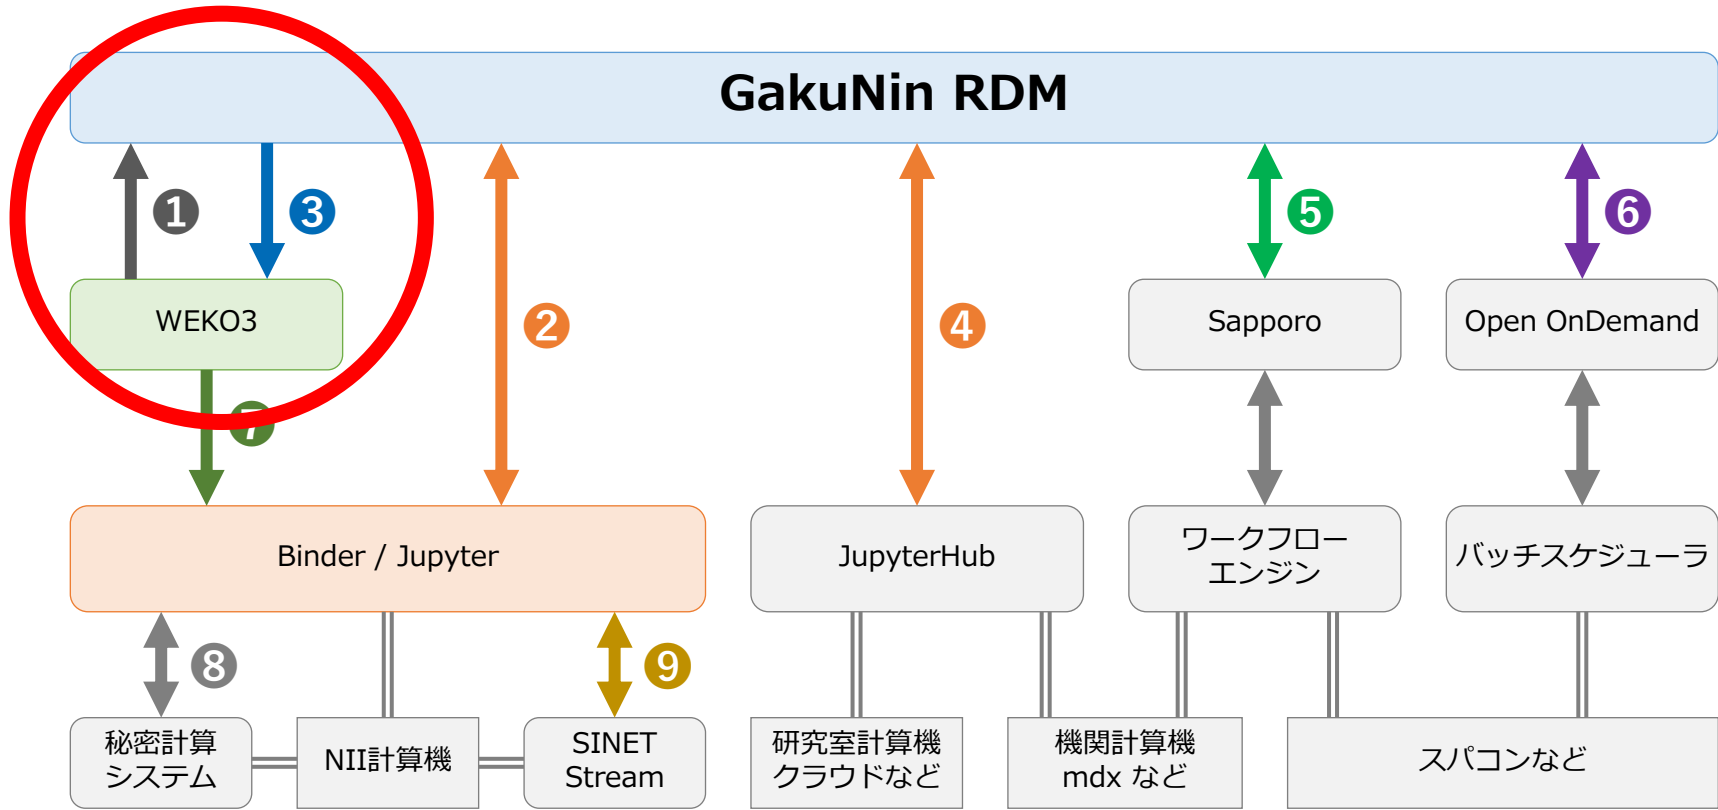 GakuNin RDM
❶
❸
❺
❻
WEKO3
❷
❹
Sapporo
Open OnDemand
❼
Binder / Jupyter
JupyterHub
ワークフロー
エンジン
バッチスケジューラ
❽
❾
秘密計算
システム
NII計算機
SINET
Stream
研究室計算機
クラウドなど
機関計算機
mdx など
スパコンなど